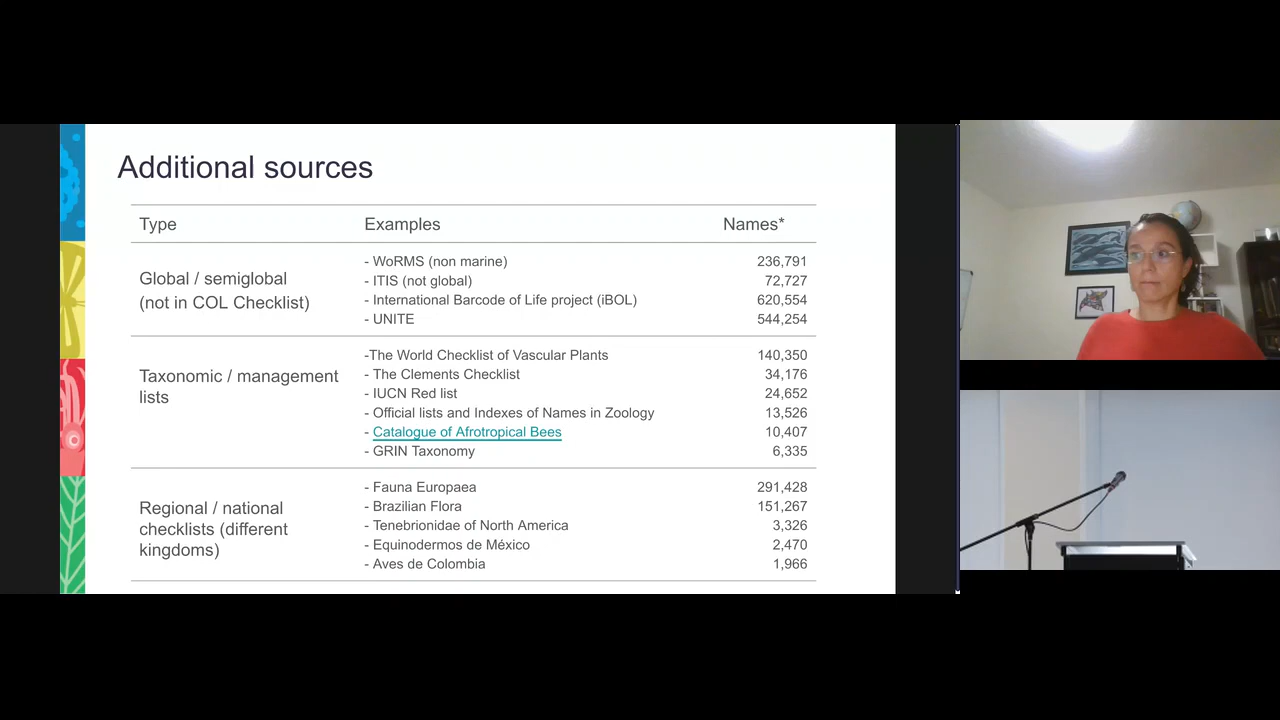 Additional sources
Type Examples Names*
Global / semiglobal
(not in COL Checklist)
- WoRMS (non marine) 236,791
- ITIS (not global) 72,727
- International Barcode of Life project (iBOL) 620,554
- UNITE 544,254
Taxonomic / management
lists
-The World Checklist of Vascular Plants 140,350
- The Clements Checklist 34,176
- IUCN Red list 24,652
- Official lists and Indexes of Names in Zoology 13,526
- Catalogue of Afrotropical Bees 10,407
- GRIN Taxonomy 6,335
Regional / national
checklists (different
kingdoms)
- Fauna Europaea 291,428
- Brazilian Flora 151,267
- Tenebrionidae of North America 3,326
- Equinodermos de México 2,470
- Aves de Colombia 1,966